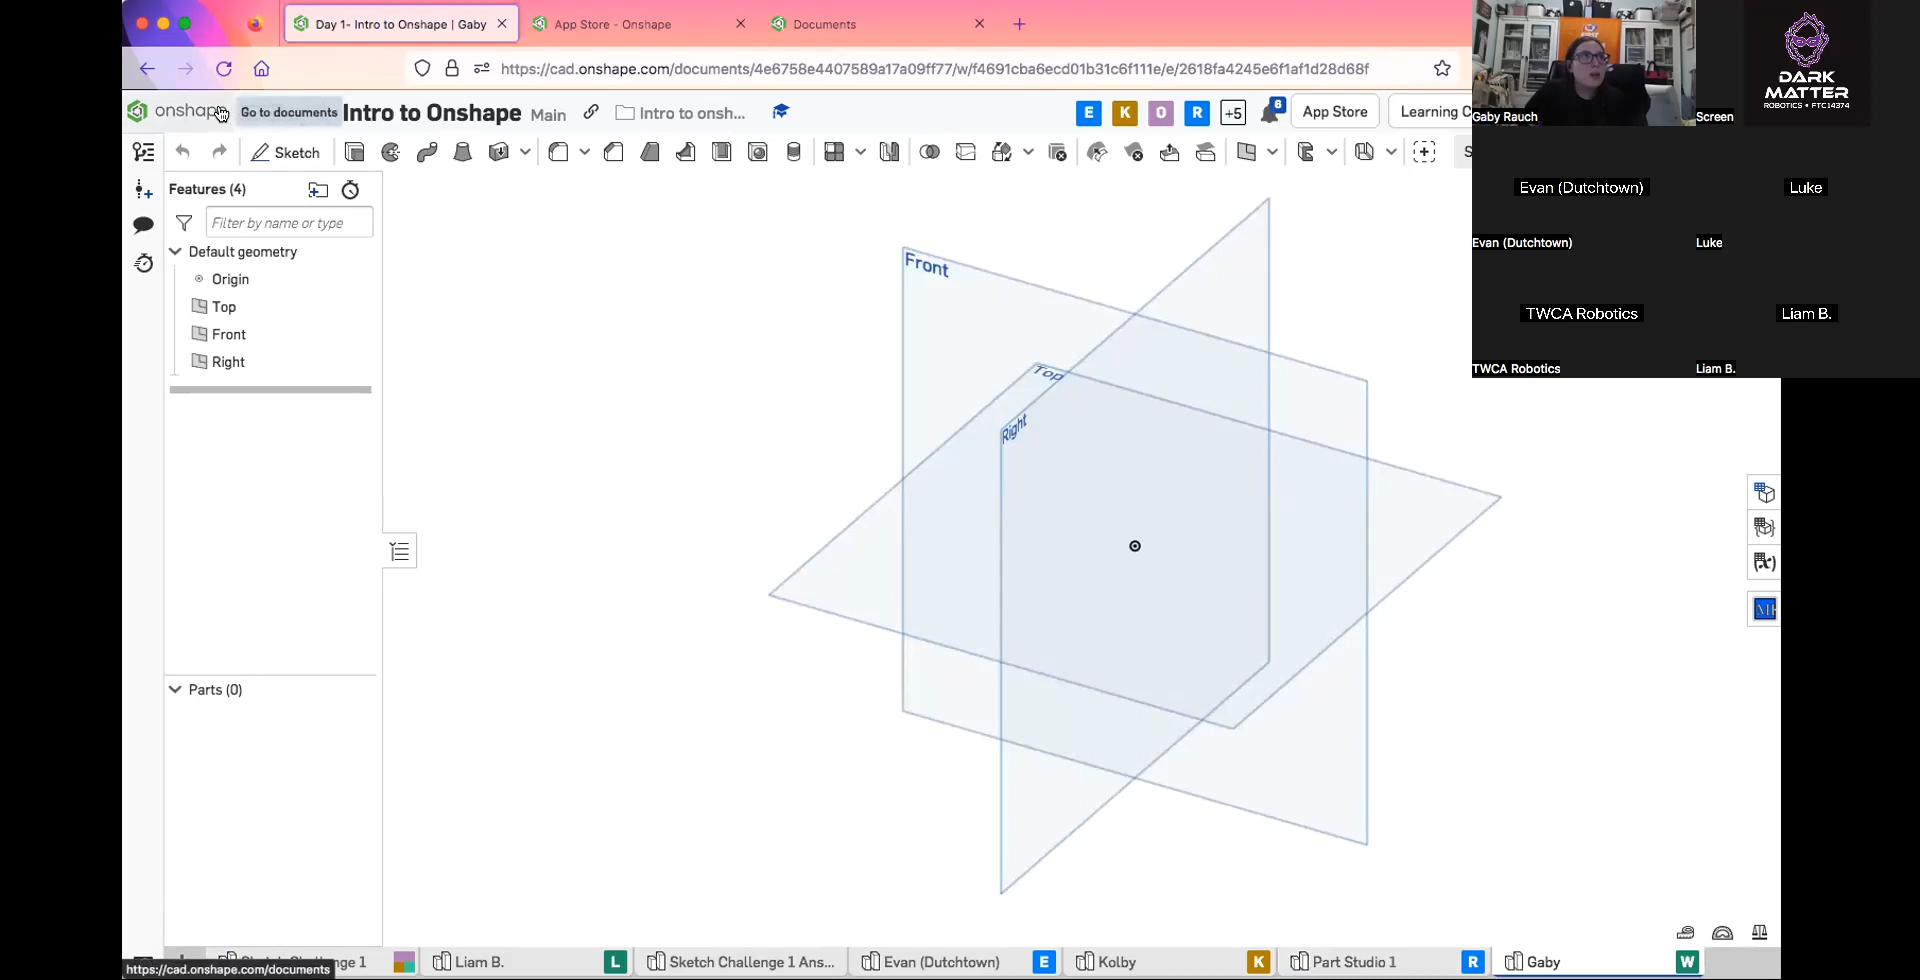 Day 1- Intro to Onshape | Gaby
App Store - Onshape
Documents
https://cad.onshape.com/documents/4e6758e4407589a17a09ff77/w/f4691cba6ecd01b31c6f111e/e/2618fa4245e6f1af1d28d68f
onshape
Go to documents
Intro to Onshape
Main
Intro to onsh...
E
K
O
R
+5
6
App Store
Learning C
Sketch
S
Features (4)
Filter by name or type
Default geometry
Origin
Top
Front
Right
Parts (0)
Front
Top
Right
Gaby Rauch
Screen
DARK
MATTER
ROBOTICS • FTC14374
Evan (Dutchtown)
Luke
Evan (Dutchtown)
Luke
TWCA Robotics
Liam B.
TWCA Robotics
Liam B.
Sketch Challenge 1
Liam B.
L
Sketch Challenge 1 Ans...
Evan (Dutchtown)
E
Kolby
K
Part Studio 1
R
Gaby
W
https://cad.onshape.com/documents